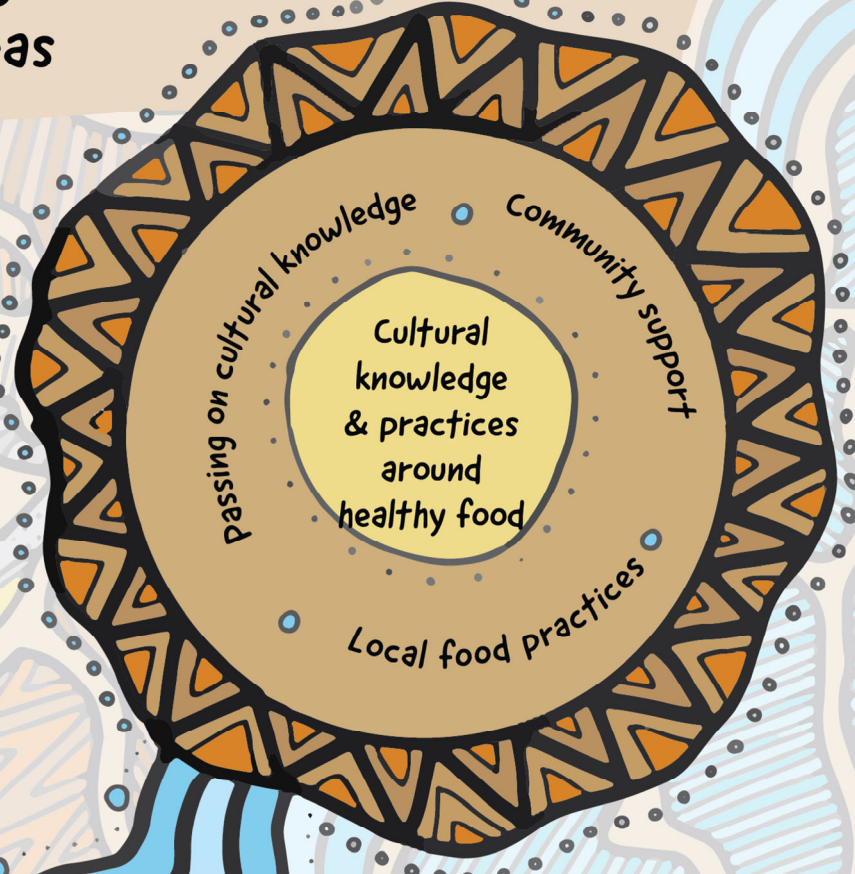 as
Passing on cultural knowledge
Community support
Cultural
knowledge
& practices
around
healthy food
Local food practices